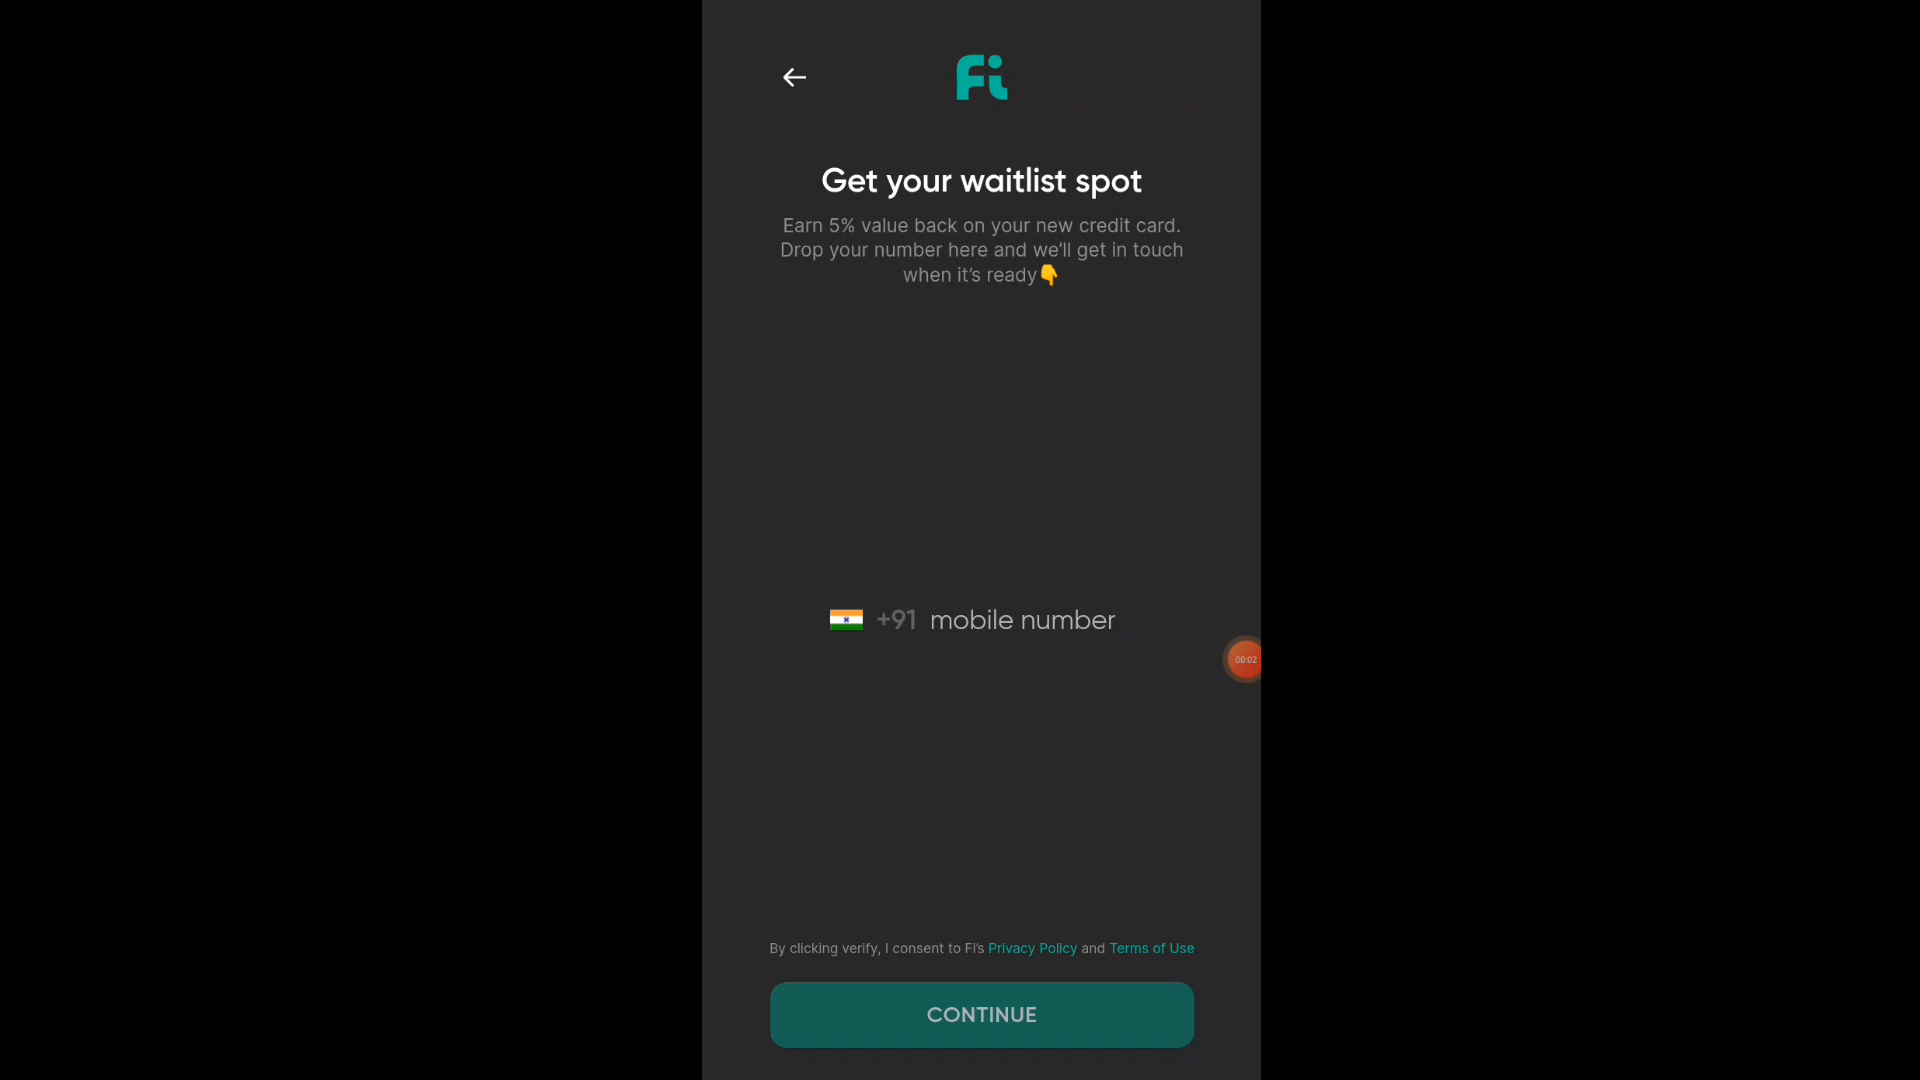 Fi
Get your waitlist spot
Earn 5% value back on your new credit card.
Drop your number here and we’ll get in touch
when it’s ready👇
+91 mobile number
00:02
By clicking verify, I consent to Fi’s Privacy Policy and Terms of Use
CONTINUE